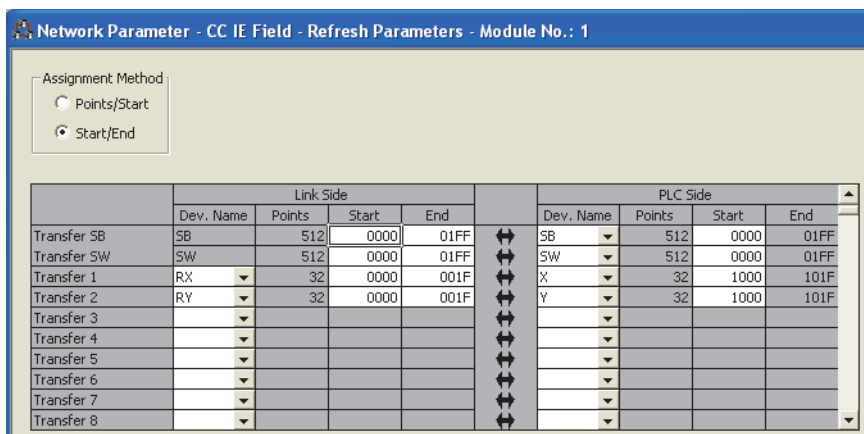 Network Parameter - CC IE Field - Refresh Parameters - Module No.: 1
Assignment Method
Points/Start
Start/End
Link Side PLC Side
Dev. Name Points Start End Dev. Name Points Start End
Transfer SB SB 512 0000 01FF SB 512 0000 01FF
Transfer SW SW 512 0000 01FF SW 512 0000 01FF
Transfer 1 RX 32 0000 001F X 32 1000 101F
Transfer 2 RY 32 0000 001F Y 32 1000 101F
Transfer 3
Transfer 4
Transfer 5
Transfer 6
Transfer 7
Transfer 8